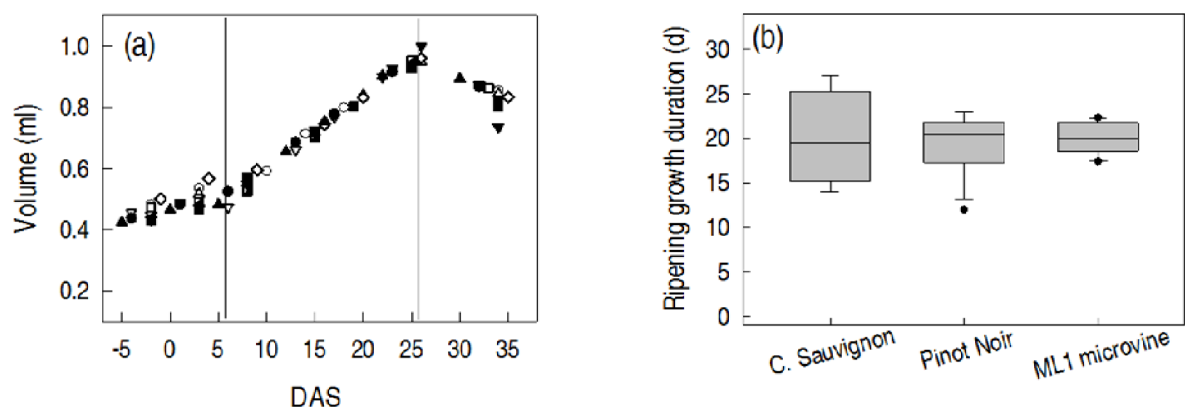 (a)
Volume (ml)
1.0
0.8
0.6
0.4
0.2
-5 0 5 10 15 20 25 30 35
DAS
(b)
Ripening growth duration (d)
30
25
20
15
10
5
0
C. Sauvignon
Pinot Noir
ML1 microvine